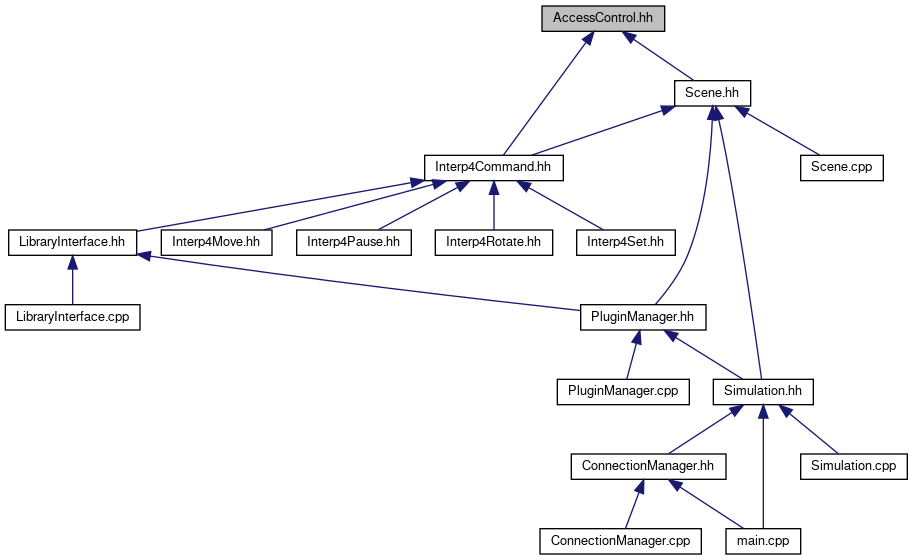 AccessControl.hh
Scene.hh
Interp4Command.hh
Scene.cpp
LibraryInterface.hh
Interp4Move.hh
Interp4Pause.hh
Interp4Rotate.hh
Interp4Set.hh
LibraryInterface.cpp
PluginManager.hh
PluginManager.cpp
Simulation.hh
ConnectionManager.hh
Simulation.cpp
ConnectionManager.cpp
main.cpp